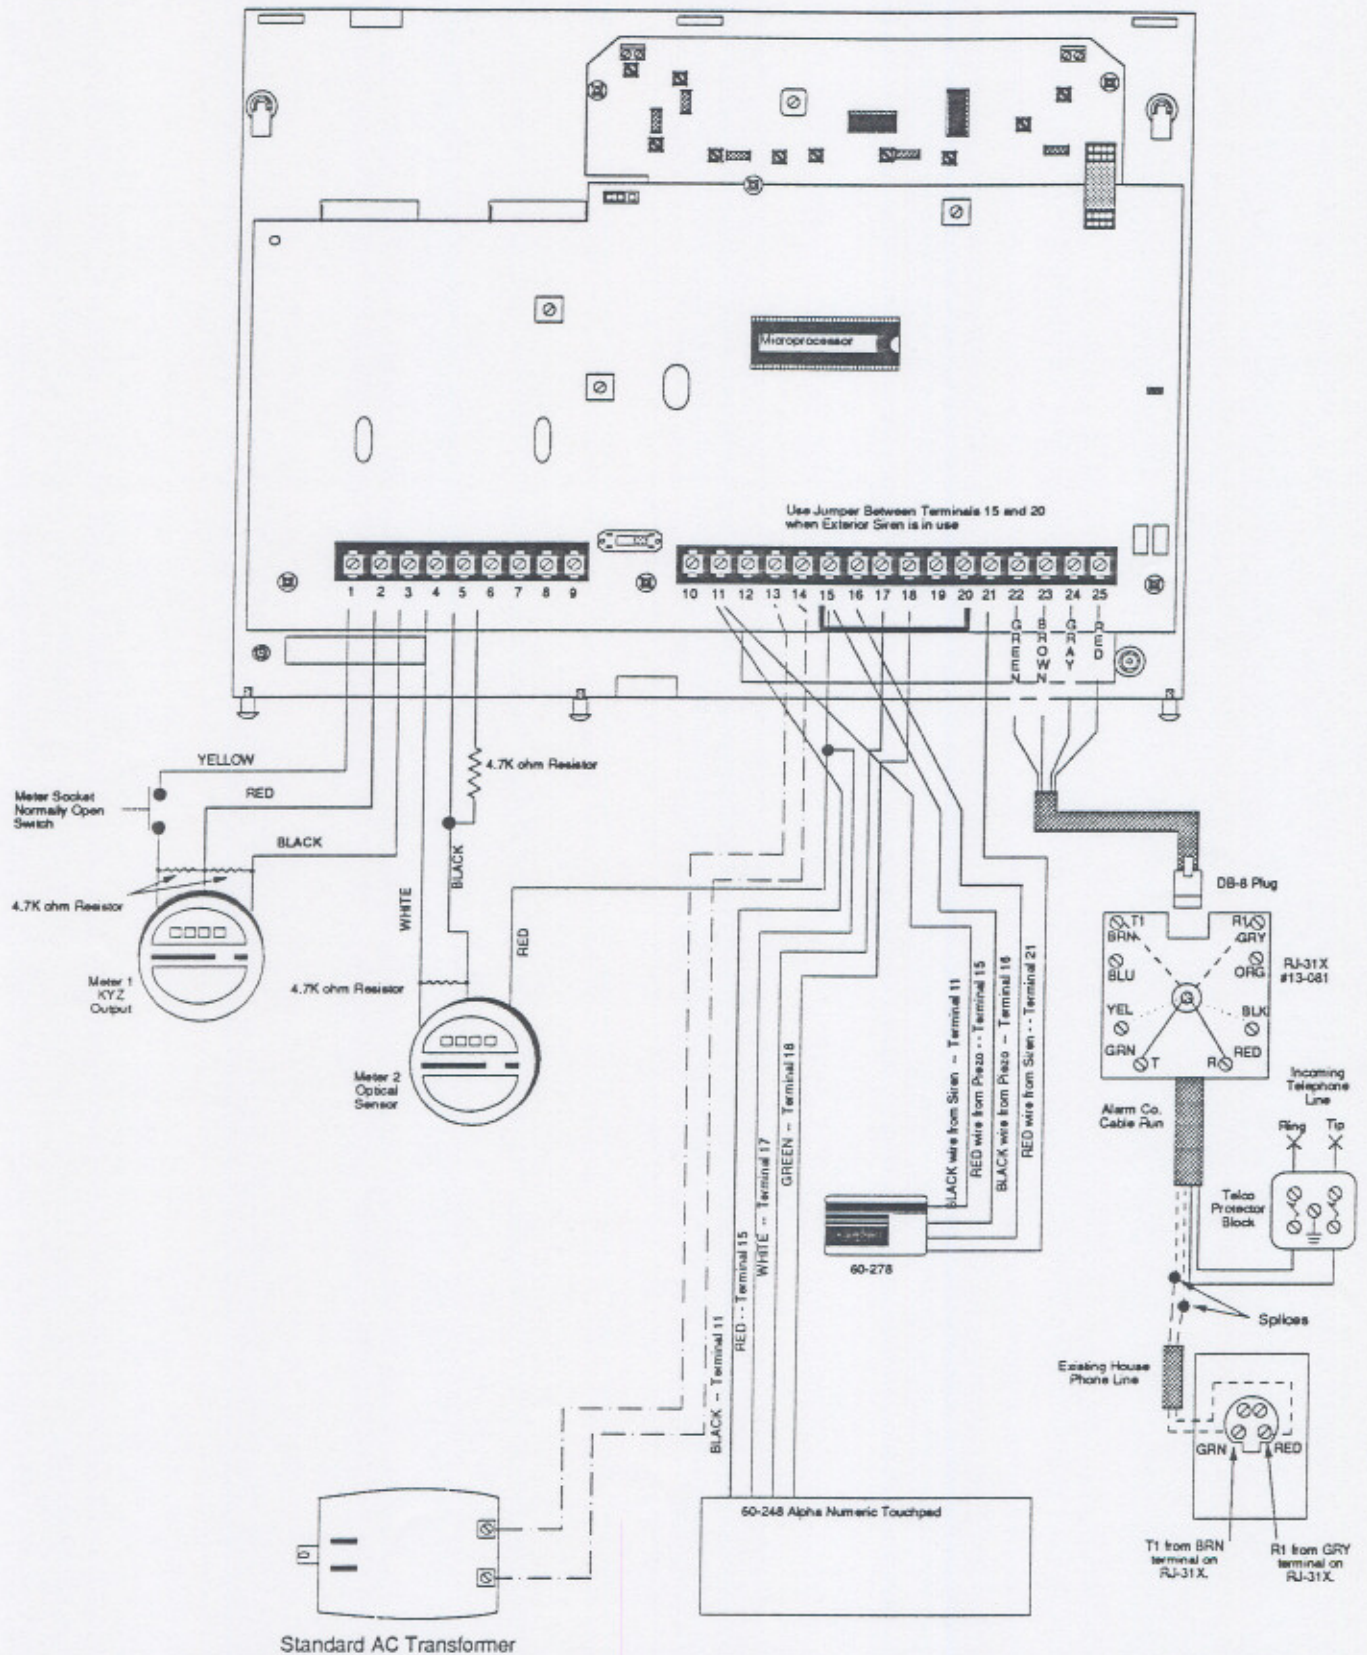 Microprocessor
Use Jumper Between Terminals 15 and 20
when Exterior Siren is in use
1 2 3 4 5 6 7 8 9
10 11 12 13 14 15 16 17 18 19 20 21 22 23 24 25
GREEN
BROWN
GRAY
RED
YELLOW
RED
BLACK
Meter Socket
Normally Open
Switch
4.7K ohm Resistor
Meter 1
KYZ
Output
WHITE
BLACK
4.7K ohm Resistor
RED
4.7K ohm Resistor
Meter 2
Optical
Sensor
BLACK -- Terminal 11
RED - - Terminal 15
WHITE -- Terminal 17
GREEN -- Terminal 18
BLACK wire from Siren -- Terminal 11
RED wire from Piezo - - Terminal 15
BLACK wire from Piezo -- Terminal 16
RED wire from Siren - - Terminal 21
60-278
DB-8 Plug
T1 R1
BRN GRY
BLU ORG
RJ-31X
#13-081
G
YEL BLK
GRN RED
T R
Alarm Co.
Cable Run
Incoming
Telephone
Line
Ring Tip
Telco
Protector
Block
Splices
Existing House
Phone Line
GRN RED
T1 from BRN
terminal on
RJ-31X.
R1 from GRY
terminal on
RJ-31X.
60-248 Alpha Numeric Touchpad
Standard AC Transformer